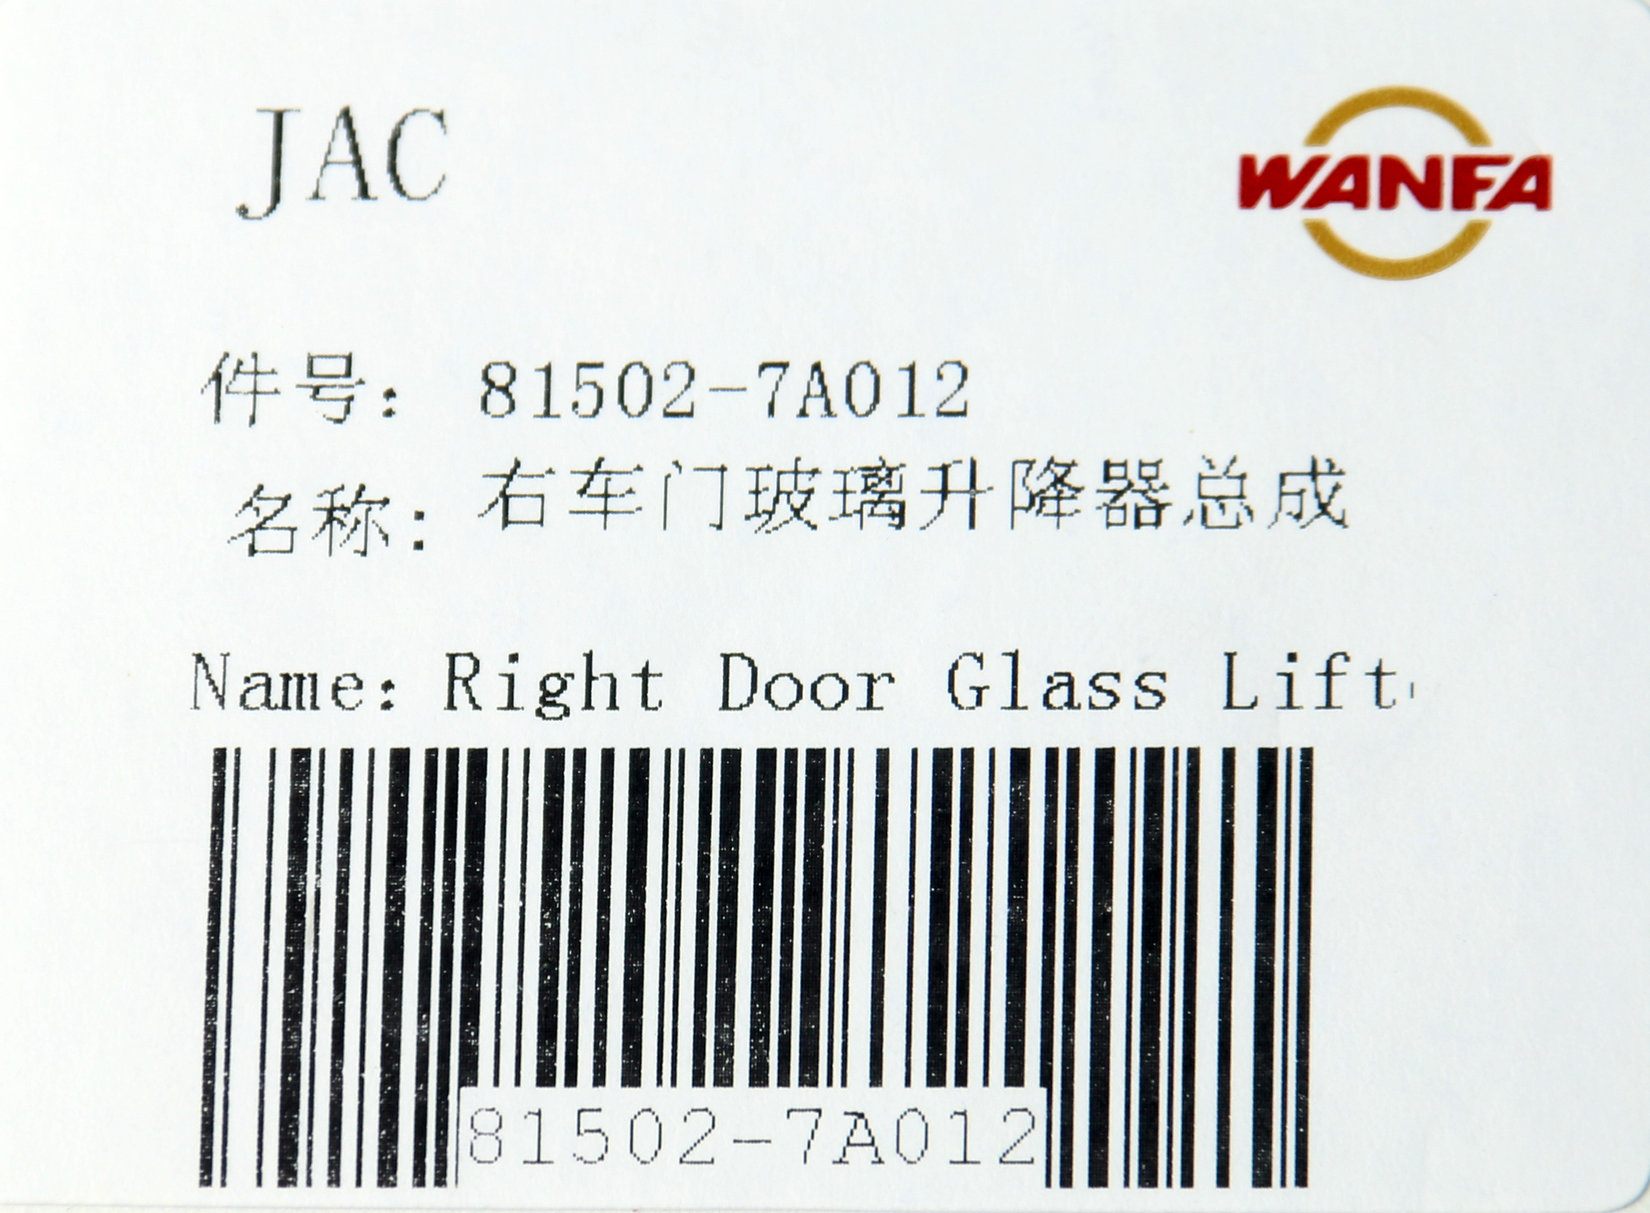 JAC
WANFA
件号: 81502-7A012
名称: 右车门玻璃升降器总成
Name: Right Door Glass Lift
81502-7A012